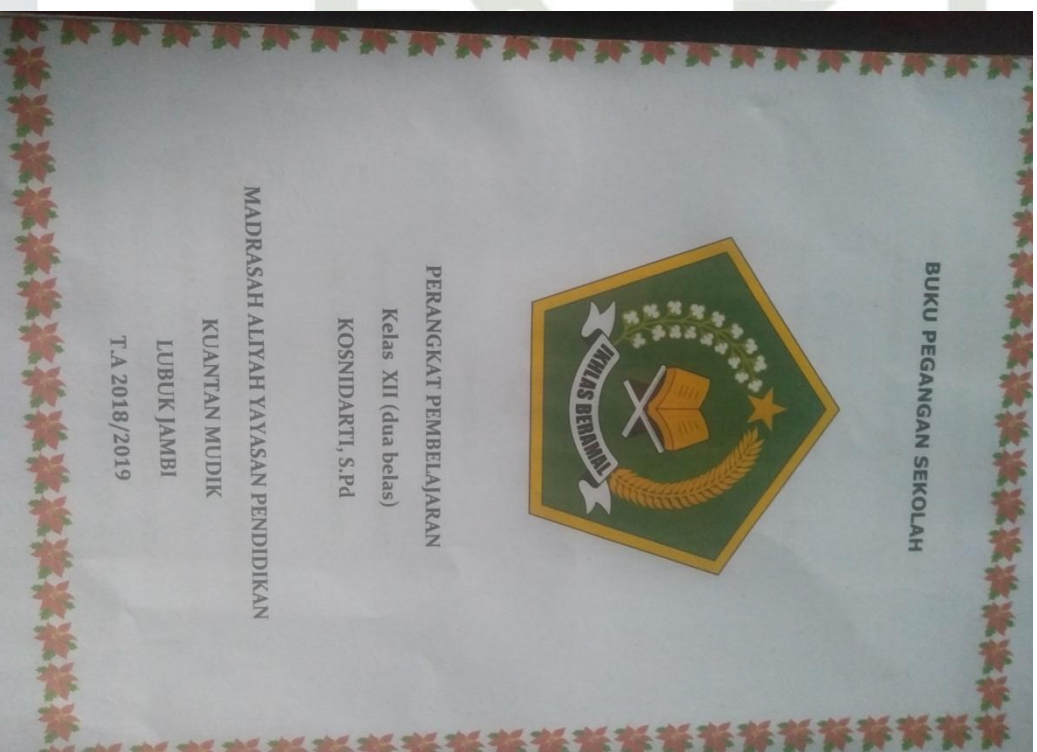 BUKU PEGANGAN SEKOLAH
IKHLAS BERAMAL
PERANGKAT PEMBELAJARAN
Kelas XII (dua belas)
KOSNIDARTI, S.Pd
MADRASAH ALIYAH YAYASAN PENDIDIKAN
KUANTAN MUDIK
LUBUK JAMBI
T.A 2018/2019